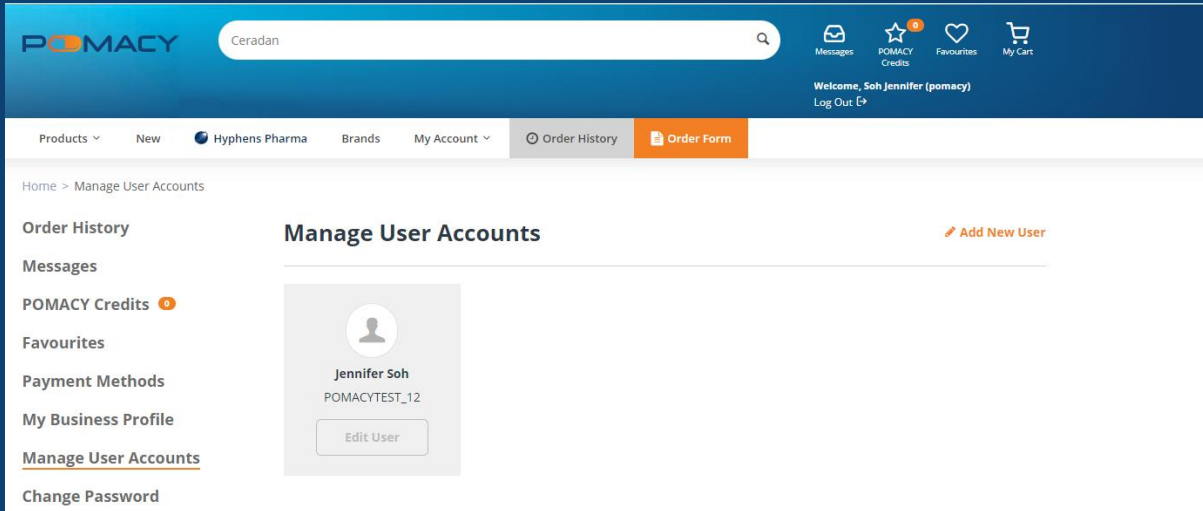 POMACY
Ceradan
Messages
0
POMACY
Credits
Favourites
My Cart
Welcome, Soh Jennifer (pomacy)
Log Out
Products
New
Hyphens Pharma
Brands
My Account
Order History
Order Form
Home > Manage User Accounts
Order History
Messages
POMACY Credits 0
Favourites
Payment Methods
My Business Profile
Manage User Accounts
Change Password
Manage User Accounts
Add New User
Jennifer Soh
POMACYTEST_12
Edit User